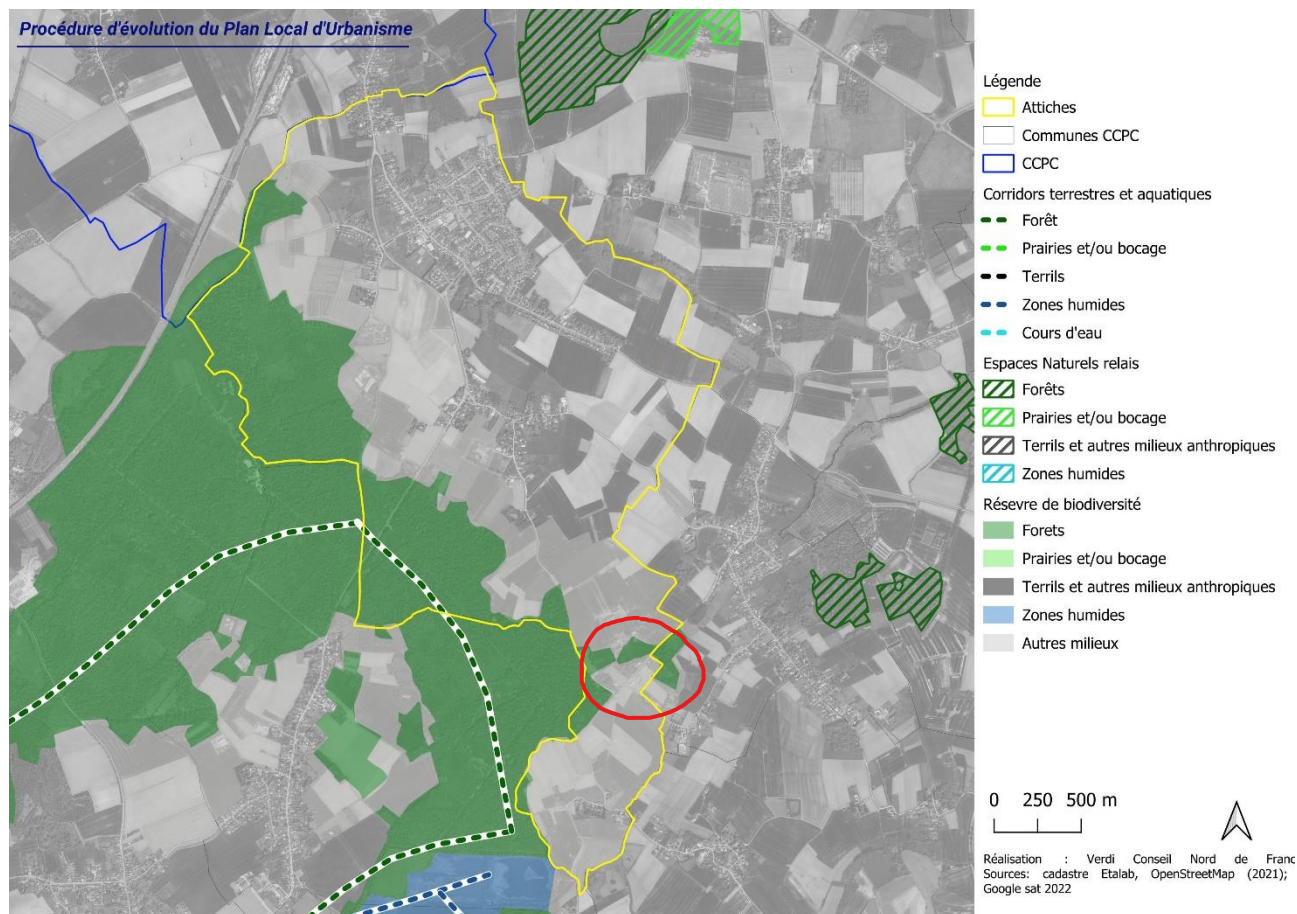 Procédure d'évolution du Plan Local d'Urbanisme
Légende
Attiches
Communes CCPC
CCPC
Corridors terrestres et aquatiques
Forêt
Prairies et/ou bocage
Terrils
Zones humides
Cours d'eau
Espaces Naturels relais
Forêts
Prairies et/ou bocage
Terrils et autres milieux anthropiques
Zones humides
Résevre de biodiversité
Forets
Prairies et/ou bocage
Terrils et autres milieux anthropiques
Zones humides
Autres milieux
0 250 500 m
Réalisation : Verdi Conseil Nord de Franc
Sources: cadastre Etalab, OpenStreetMap (2021);
Google sat 2022